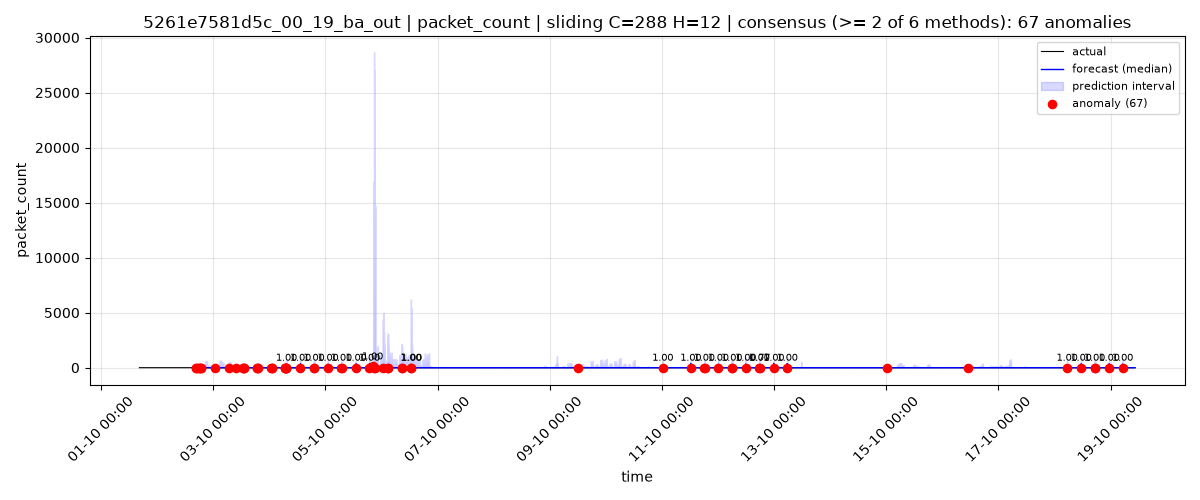 5261e7581d5c_00_19_ba_out | packet_count | sliding C=288 H=12 | consensus (>= 2 of 6 methods): 67 anomalies
actual
forecast (median)
prediction interval
anomaly (67)
packet_count
30000
25000
20000
15000
10000
5000
0
1.00
1.00
1.00
01-10 00:00
03-10 00:00
05-10 00:00
07-10 00:00
09-10 00:00
11-10 00:00
13-10 00:00
15-10 00:00
17-10 00:00
19-10 00:00
time